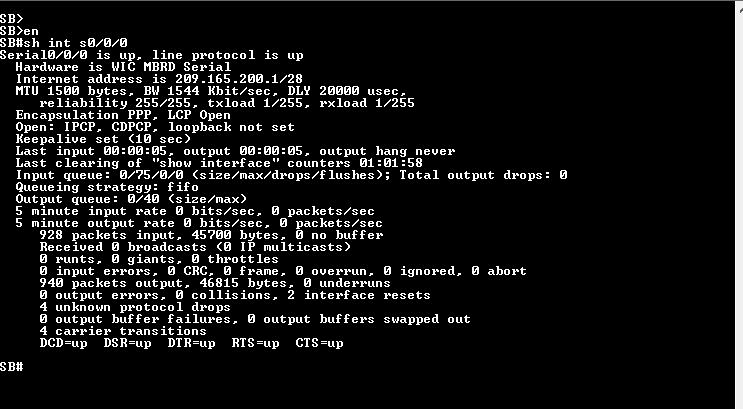 SB>
SB>en
SB#sh int s0/0/0
Serial0/0/0 is up, line protocol is up
Hardware is WIC MBRD Serial
Internet address is 209.165.200.1/28
MTU 1500 bytes, BW 1544 Kbit/sec, DLY 20000 usec,
reliability 255/255, txload 1/255, rxload 1/255
Encapsulation PPP, LCP Open
Open: IPCP, CDPCP, loopback not set
Keepalive set (10 sec)
Last input 00:00:05, output 00:00:05, output hang never
Last clearing of "show interface" counters 01:01:58
Input queue: 0/75/0/0 (size/max/drops/flushes); Total output drops: 0
Queueing strategy: fifo
Output queue: 0/40 (size/max)
5 minute input rate 0 bits/sec, 0 packets/sec
5 minute output rate 0 bits/sec, 0 packets/sec
928 packets input, 45700 bytes, 0 no buffer
Received 0 broadcasts (0 IP multicasts)
0 runts, 0 giants, 0 throttles
0 input errors, 0 CRC, 0 frame, 0 overrun, 0 ignored, 0 abort
940 packets output, 46815 bytes, 0 underruns
0 output errors, 0 collisions, 2 interface resets
4 unknown protocol drops
0 output buffer failures, 0 output buffers swapped out
4 carrier transitions
DCD=up  DSR=up  DTR=up  RTS=up  CTS=up
SB#